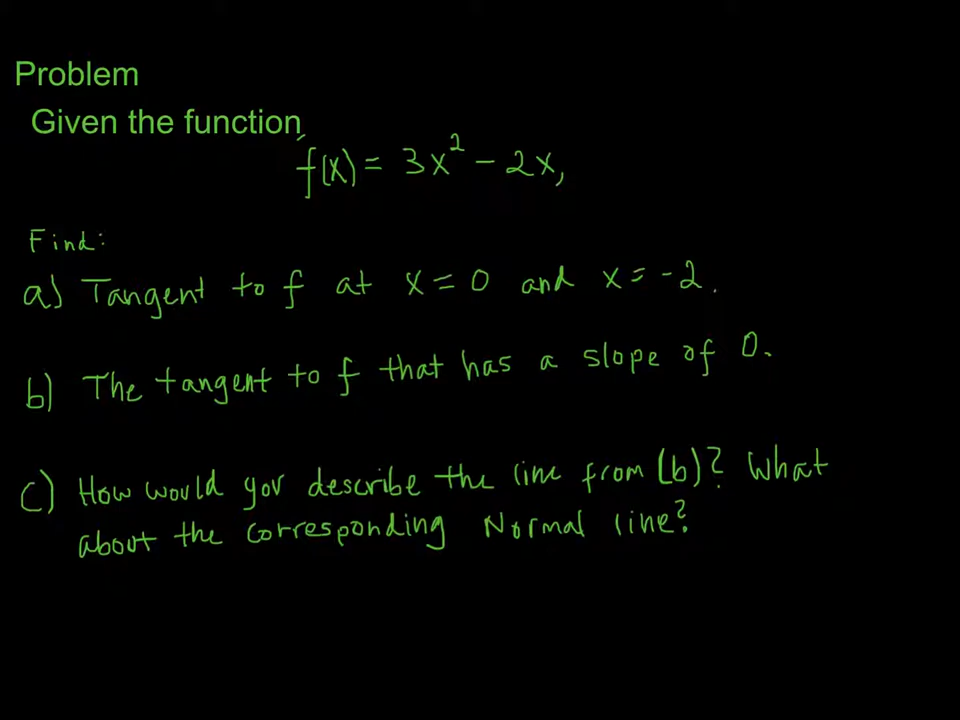 Problem
Given the function
f(x) = 3x² - 2x,
Find:
a) Tangent to f at x = 0 and x = -2.
b) The tangent to f that has a slope of 0.
c) How would you describe the line from (b)? What
about the corresponding Normal line?